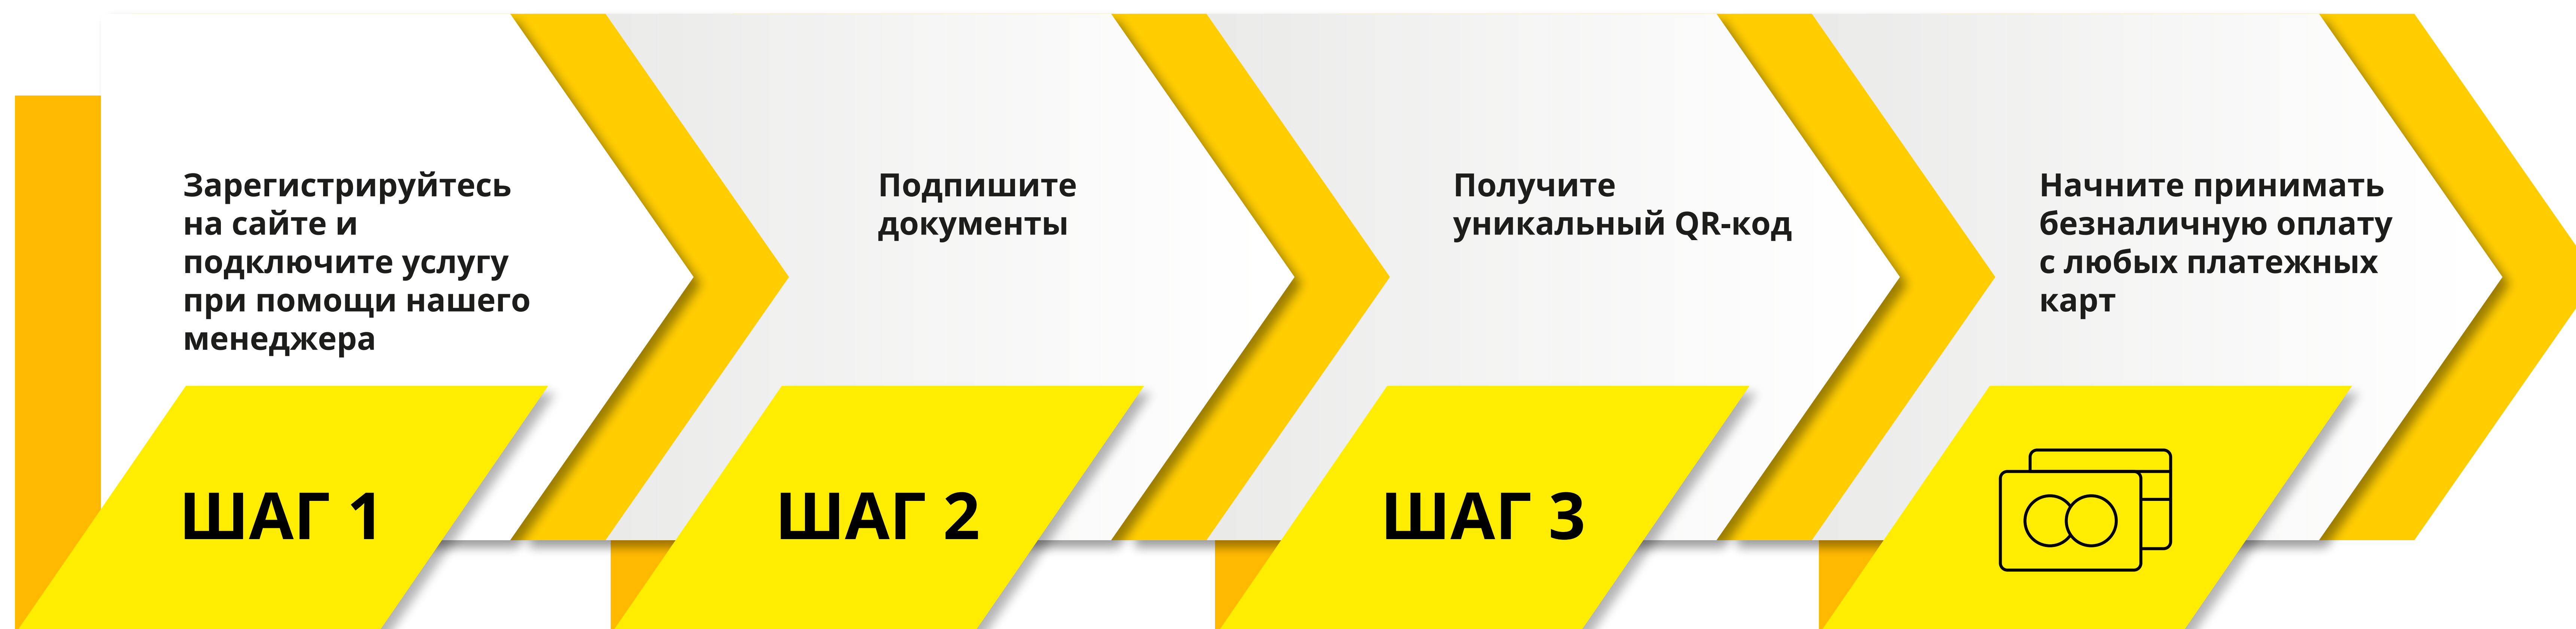 Зарегистрируйтесь
на сайте и
подключите услугу
при помощи нашего
менеджера
ШАГ 1
Подпишите
документы
ШАГ 2
Получите
уникальный QR-код
ШАГ 3
Начните принимать
безналичную оплату
с любых платежных
карт